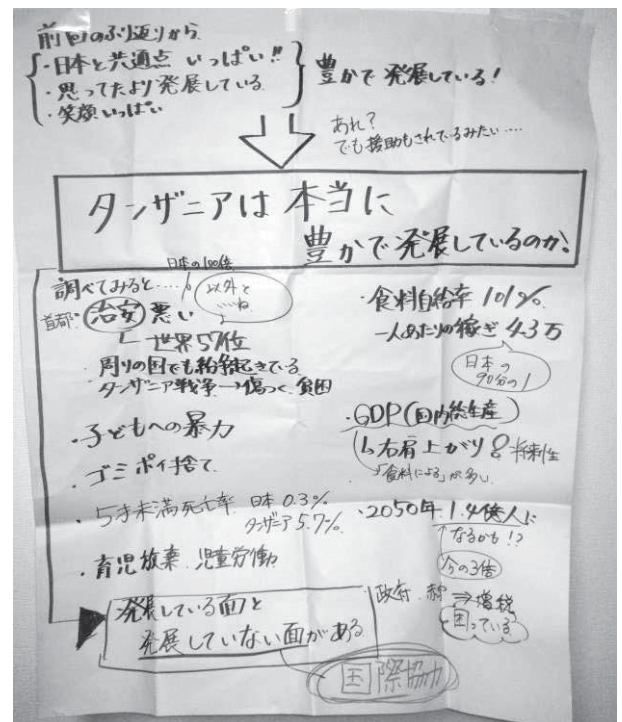 前回のふり返りから
・日本と共通点 いっぱい!!
・思ってたより発展している
・笑顔いっぱい
豊かで発展している!
あれ?
でも援助もされているみたい....
タンザニアは本当に
豊かで発展しているのか?
調べてみると.....
日本の100倍
以外と
いいね
首都:治安悪い
世界57位
・周りの国でも紛争起きている
タンザニア戦争→傷つく 貧困
・子どもへの暴力
・ゴミポイ捨て
・5才未満死亡率 日本 0.3%
タンザニア 5.7%
・育児放棄 児童労働
・食料自給率 101%
一人あたりの稼ぎ 4.3万
日本の
90分の1
・GDP(国内総生産)
右肩上がり 将来性
「食料による」が多い
・2050年 1.4億人に
なるかも!?
今の3倍
政府 赤字 ⇒増税
困っている
発展している面と
発展していない面がある
国際協力